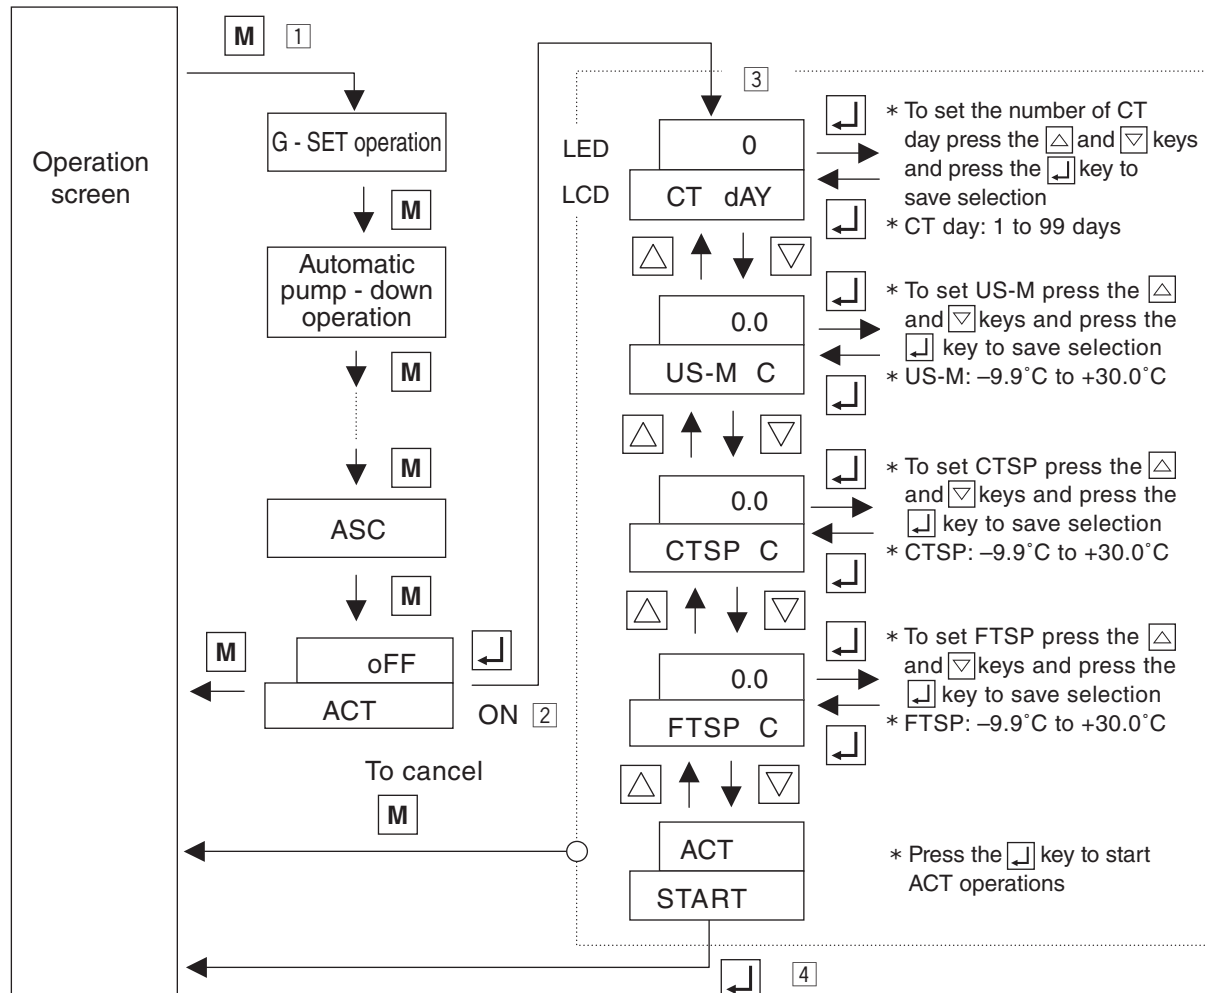 Operation
screen
M 1
G - SET operation
M
Automatic
pump - down
operation
M
M
ASC
M
M
oFF
ACT
ON 2
To cancel
M
3
LED
LCD
0
CT dAY
* To set the number of CT
day press the △ and ▽ keys
and press the ↵ key to
save selection
* CT day: 1 to 99 days
0.0
US-M C
* To set US-M press the △
and ▽ keys and press the
↵ key to save selection
* US-M: –9.9˚C to +30.0˚C
0.0
CTSP C
* To set CTSP press the △
and ▽ keys and press the
↵ key to save selection
* CTSP: –9.9˚C to +30.0˚C
0.0
FTSP C
* To set FTSP press the △
and ▽ keys and press the
↵ key to save selection
* FTSP: –9.9˚C to +30.0˚C
ACT
START
* Press the ↵ key to start
ACT operations
4